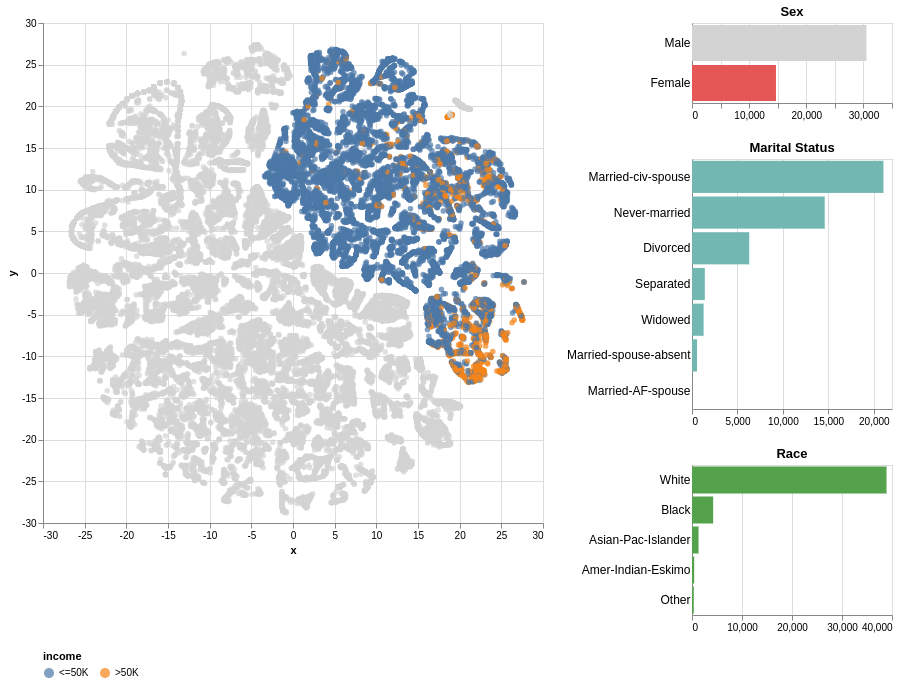 30
25
20
15
10
5
0
-5
-10
-15
-20
-25
-30
y
-30 -25 -20 -15 -10 -5 0 5 10 15 20 25 30
x
income
<=50K >50K
Sex
Male
Female
0 10,000 20,000 30,000
Marital Status
Married-civ-spouse
Never-married
Divorced
Separated
Widowed
Married-spouse-absent
Married-AF-spouse
0 5,000 10,000 15,000 20,000
Race
White
Black
Asian-Pac-Islander
Amer-Indian-Eskimo
Other
0 10,000 20,000 30,000 40,000